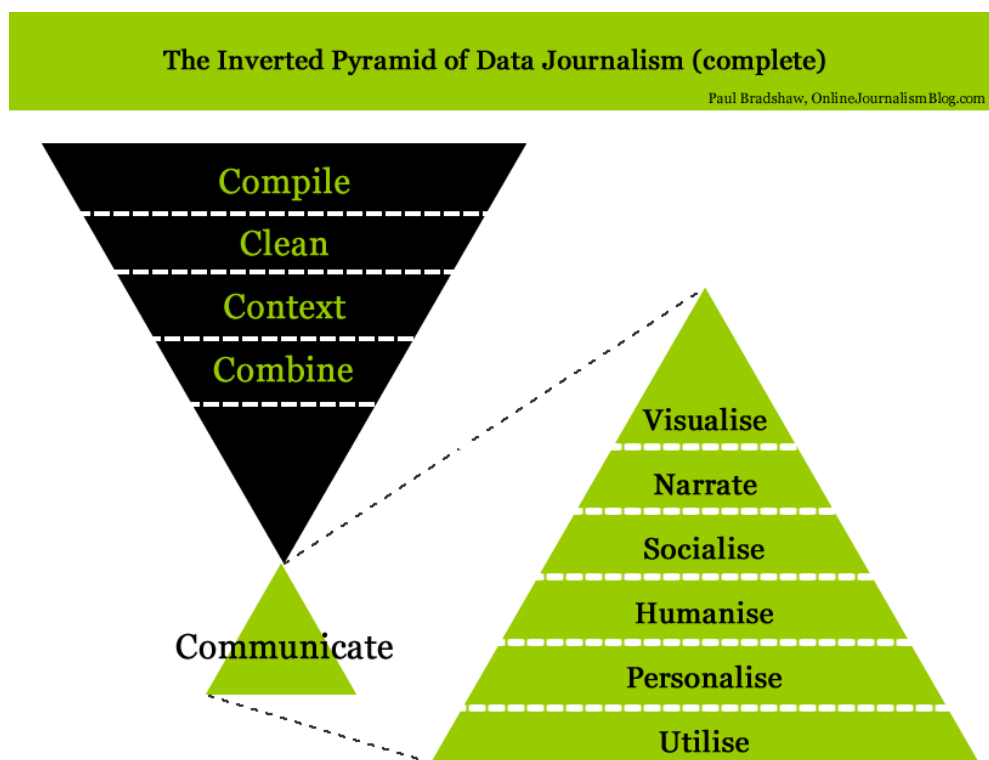 The Inverted Pyramid of Data Journalism (complete)
Paul Bradshaw, OnlineJournalismBlog.com
Compile
Clean
Context
Combine
Communicate
Visualise
Narrate
Socialise
Humanise
Personalise
Utilise